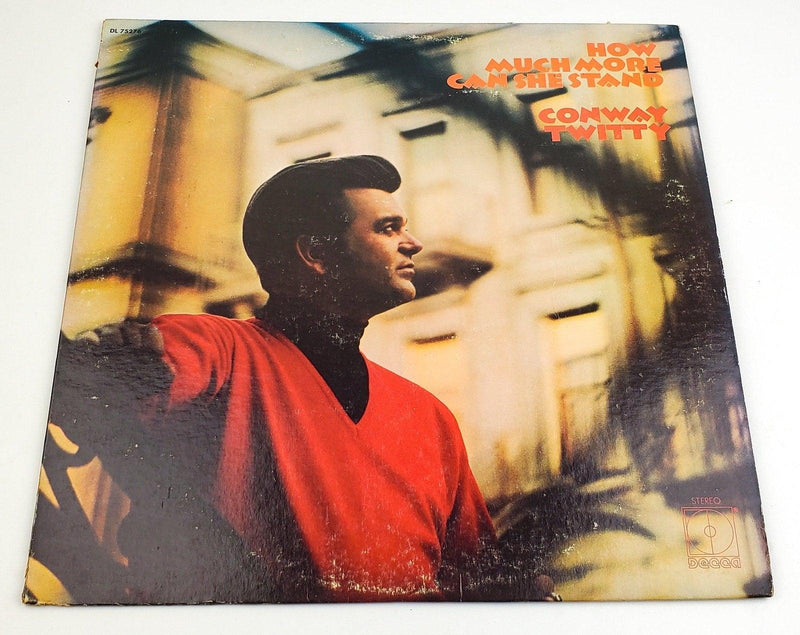 DL 75276
HOW
MUCH MORE
CAN SHE STAND
CONWAY
TWITTY
STEREO
DECCA